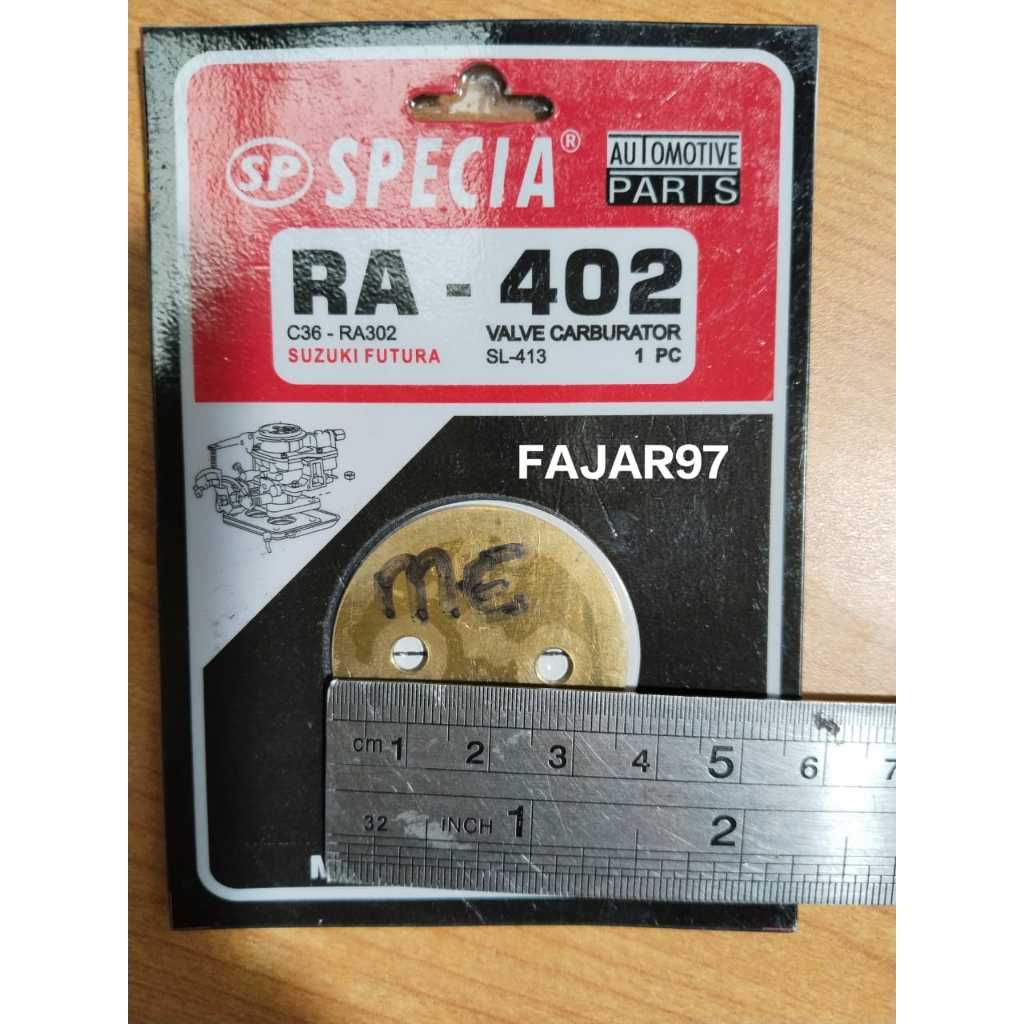 SP SPECIA®
AUTOMOTIVE
PARTS
RA - 402
C36 - RA302
VALVE CARBURATOR
SUZUKI FUTURA
SL-413
1 PC
FAJAR97
M.E
cm 1 2 3 4 5 6 7
32 INCH 1 2